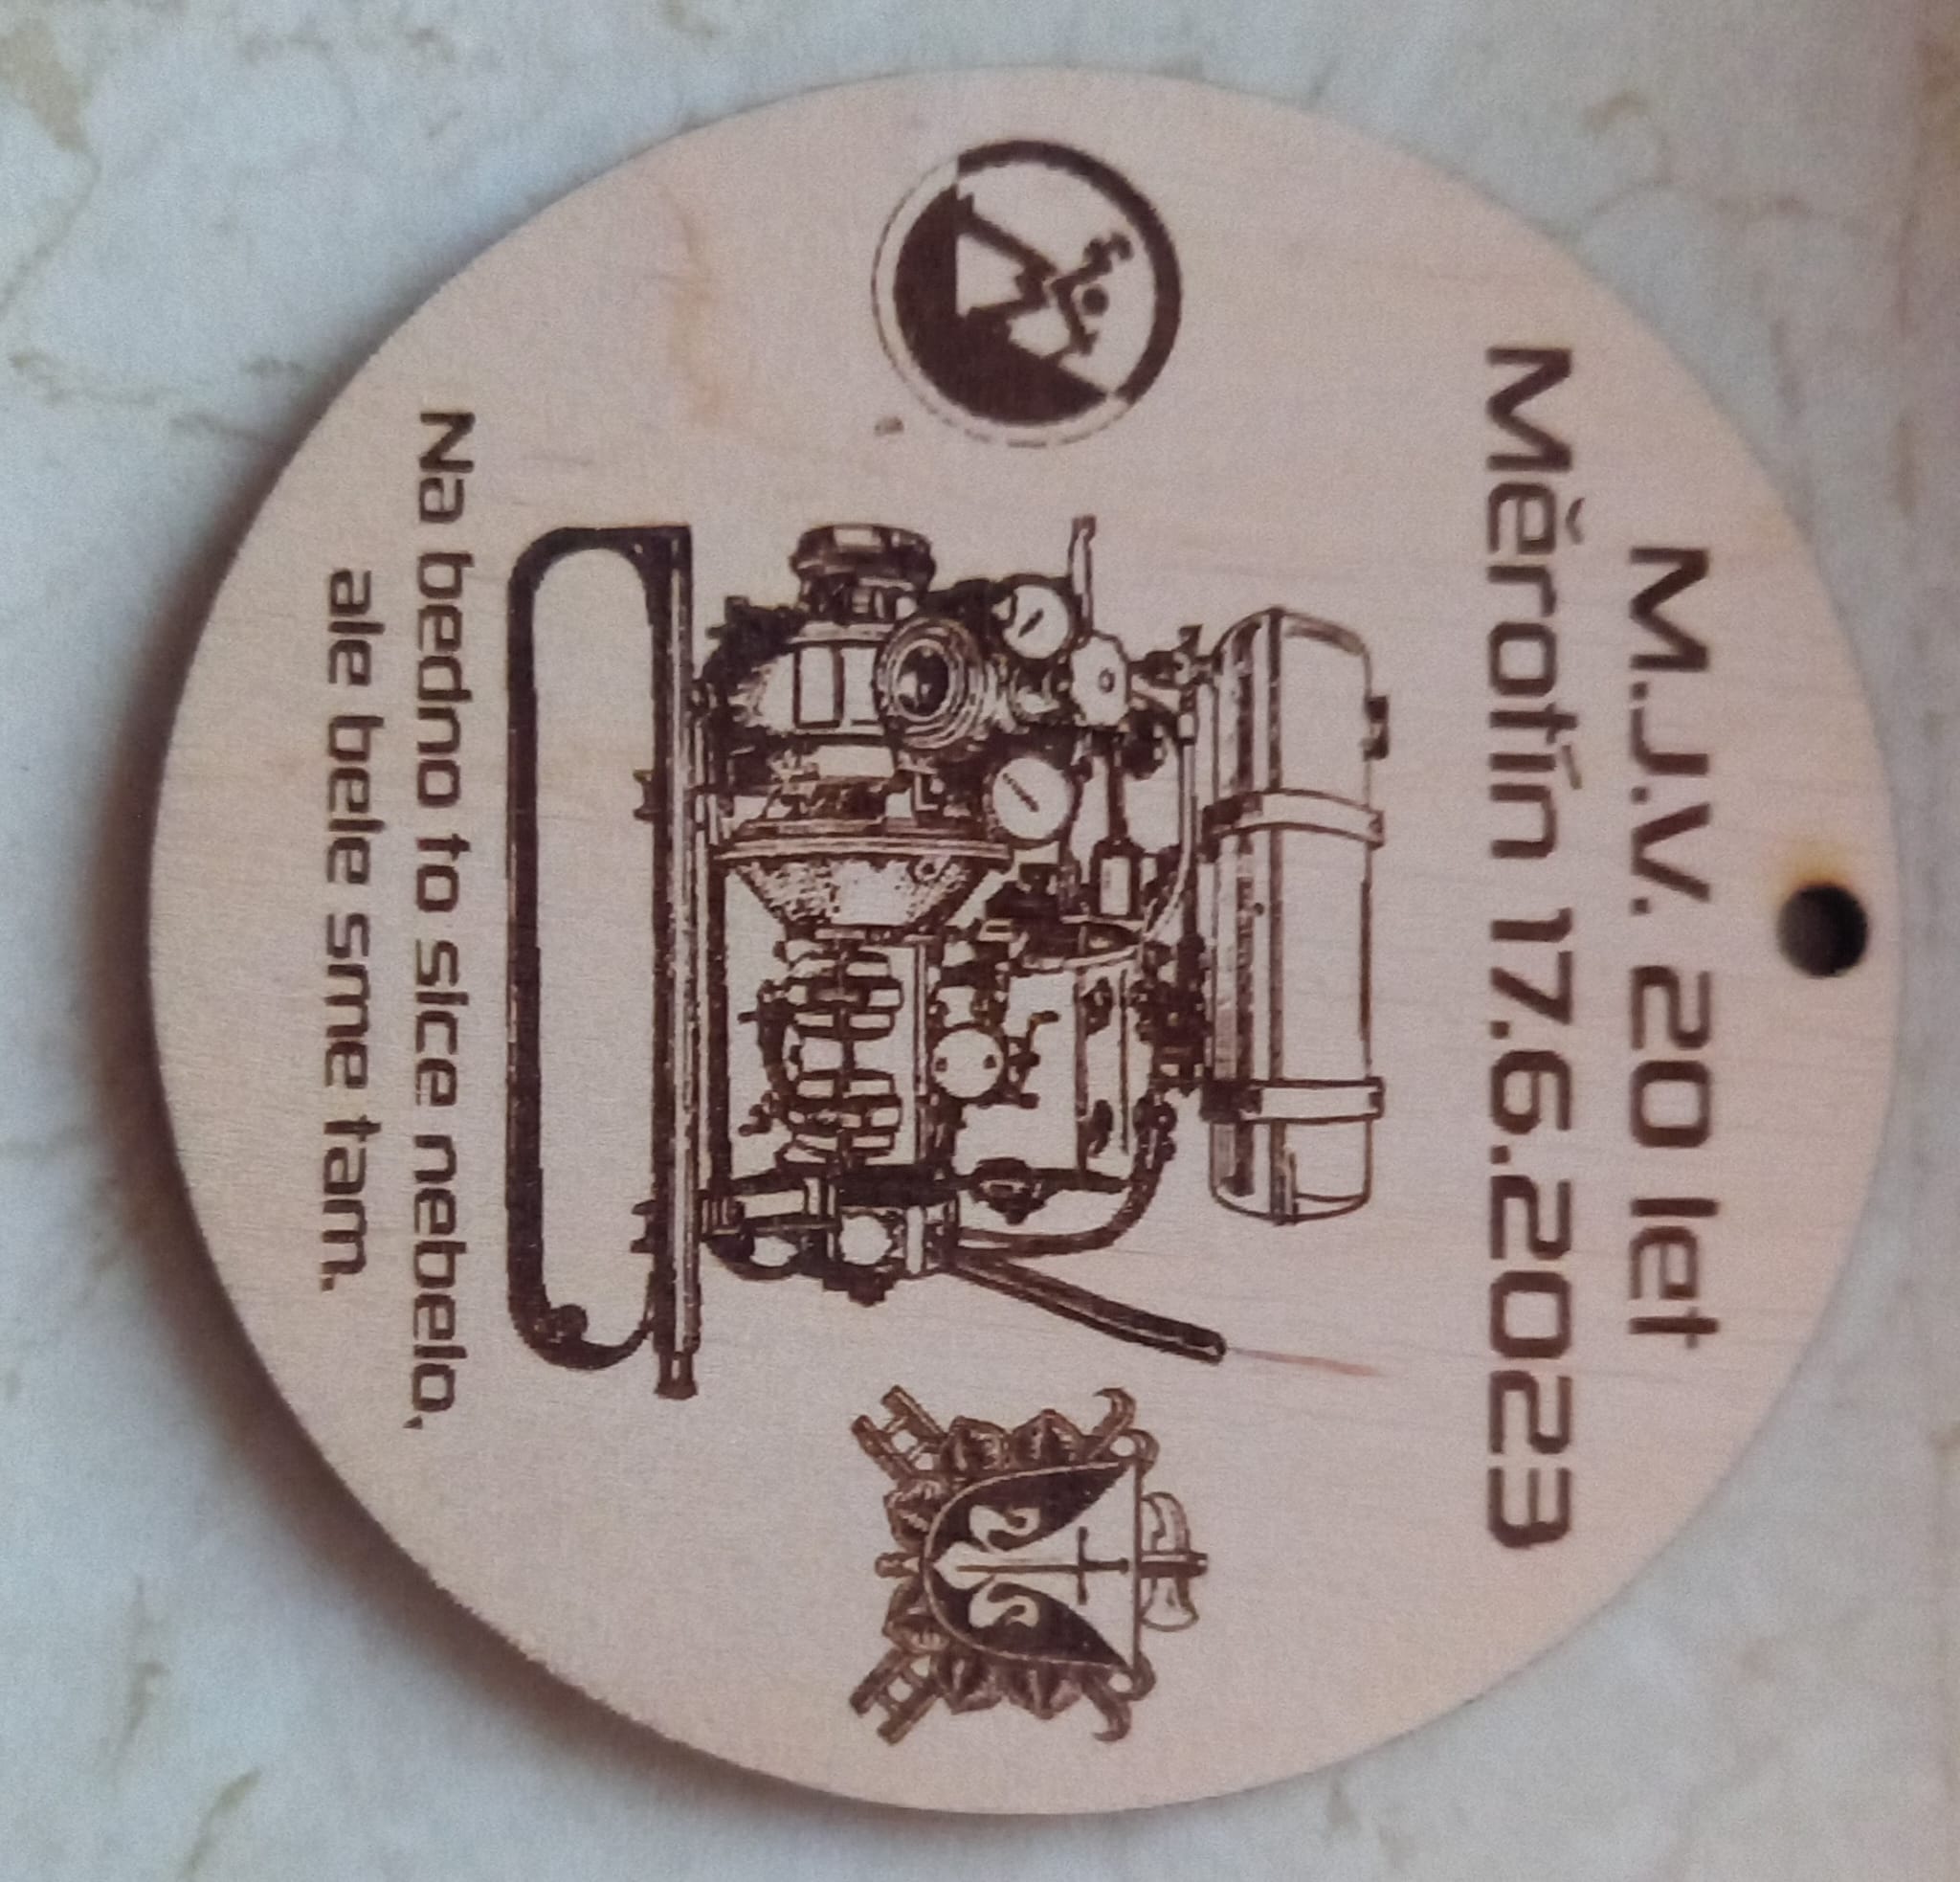 M.J.V. 20 let
Měrotín 17.6.2023
Na bedno to sice nebelo,
ale bele sme tam.